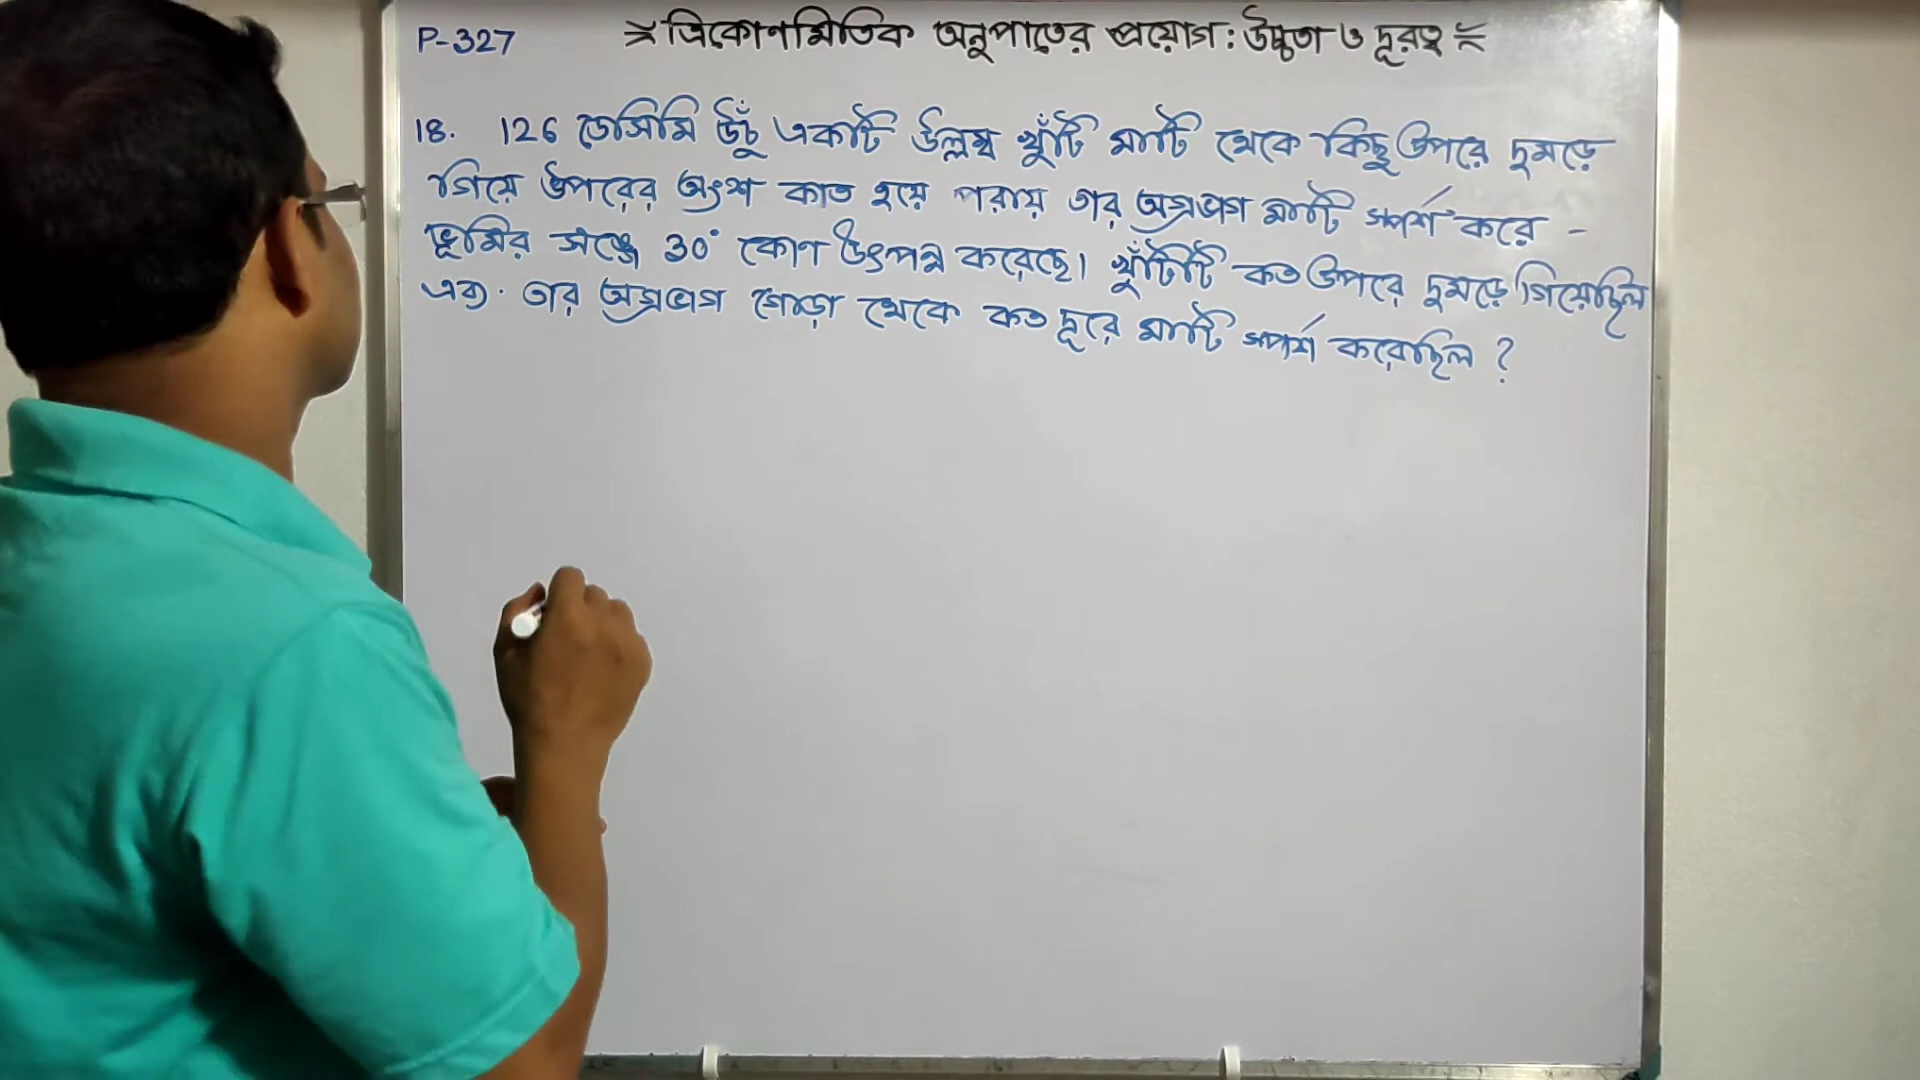 P-327 ত্রিকোণমিতিক অনুপাতের প্রয়োগ: উচ্চতা ও দূরত্ব
18. 126 ডেসিমি উঁচু একটি উল্লম্ব খুঁটি মাটি থেকে কিছু উপরে দুমড়ে
গিয়ে উপরের অংশ কাত হয়ে পরায় তার অগ্রভাগ মাটি স্পর্শ করে -
ভূমির সঙ্গে 30° কোণ উৎপন্ন করেছে। খুঁটিটি কত উপরে দুমড়ে গিয়েছিল
এবং তার অগ্রভাগ গোড়া থেকে কত দূরে মাটি স্পর্শ করেছিল ?